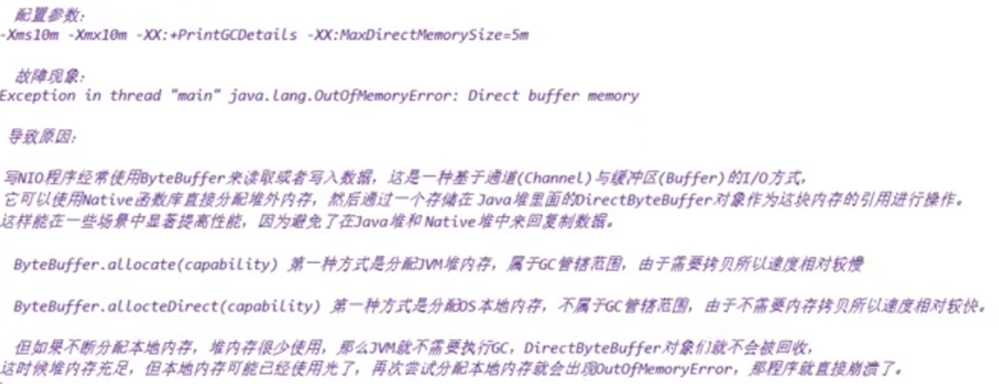 配置参数:
-Xms10m -Xmx10m -XX:+PrintGCDetails -XX:MaxDirectMemorySize=5m
故障现象:
Exception in thread "main" java.lang.OutOfMemoryError: Direct buffer memory
导致原因:
写NIO程序经常使用ByteBuffer来读取或者写入数据，这是一种基于通道(Channel)与缓冲区(Buffer)的I/O方式，
它可以使用Native函数库直接分配堆外内存，然后通过一个存储在 Java堆里面的DirectByteBuffer对象作为这块内存的引用进行操作。
这样能在一些场景中显著提高性能，因为避免了在Java堆和 Native堆中来回复制数据。
ByteBuffer.allocate(capability) 第一种方式是分配JVM堆内存，属于GC管辖范围，由于需要拷贝所以速度相对较慢
ByteBuffer.allocteDirect(capability) 第一种方式是分配OS本地内存，不属于GC管辖范围，由于不需要内存拷贝所以速度相对较快。
但如果不断分配本地内存，堆内存很少使用，那么JVM就不需要执行GC，DirectByteBuffer对象们就不会被回收，
这时候堆内存充足，但本地内存可能已经使用光了，再次尝试分配本地内存就会出现OutOfMemoryError，那程序就直接崩溃了。